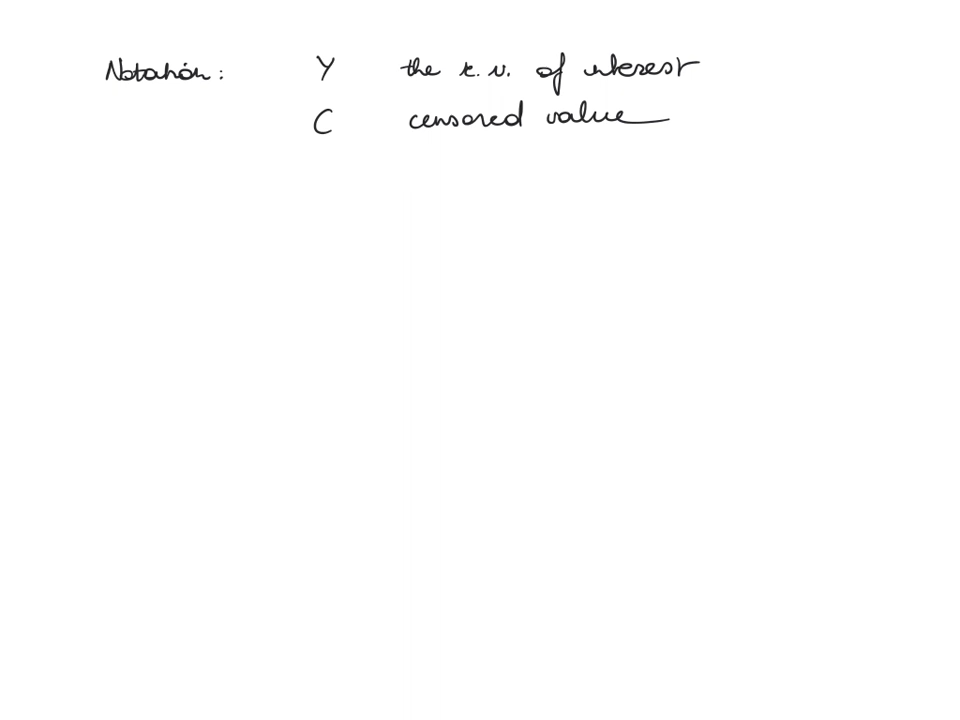 Notation: Y the r.v. of interest
C censored value